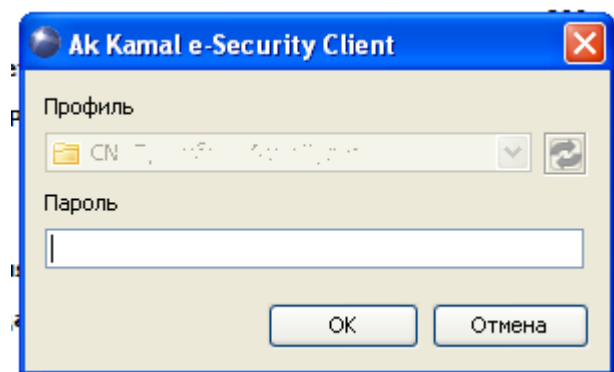 Ak Kamal e-Security Client
Профиль
CN
Пароль
OK
Отмена